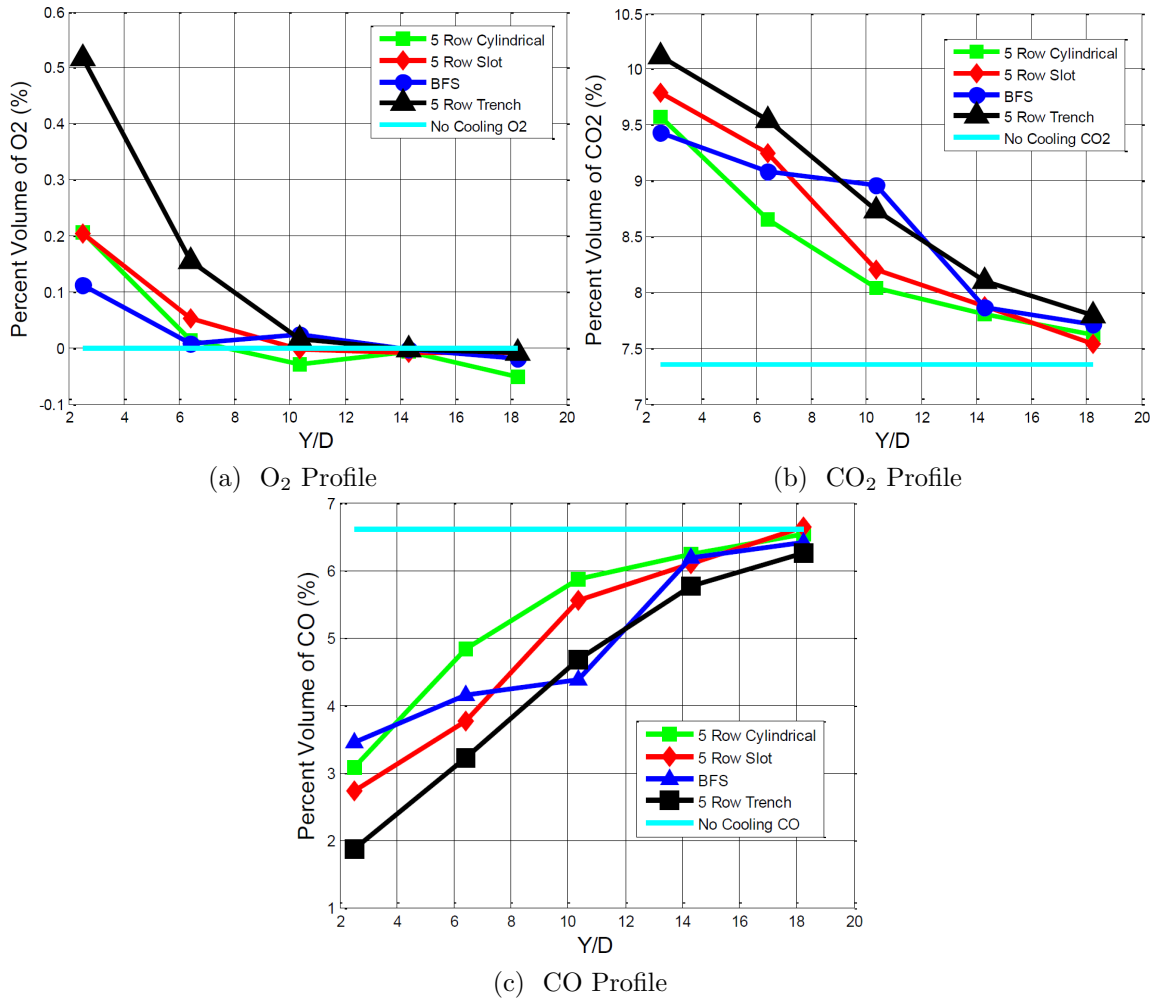 0.6
0.5
0.4
0.3
0.2
0.1
0
-0.1
Percent Volume of O2 (%)
2 4 6 8 10 12 14 16 18 20
Y/D
5 Row Cylindrical
5 Row Slot
BFS
5 Row Trench
No Cooling O2
(a) O₂ Profile
10.5
10
9.5
9
8.5
8
7.5
7
Percent Volume of CO2 (%)
2 4 6 8 10 12 14 16 18 20
Y/D
5 Row Cylindrical
5 Row Slot
BFS
5 Row Trench
No Cooling CO2
(b) CO₂ Profile
7
6
5
4
3
2
1
Percent Volume of CO (%)
2 4 6 8 10 12 14 16 18 20
Y/D
5 Row Cylindrical
5 Row Slot
BFS
5 Row Trench
No Cooling CO
(c) CO Profile